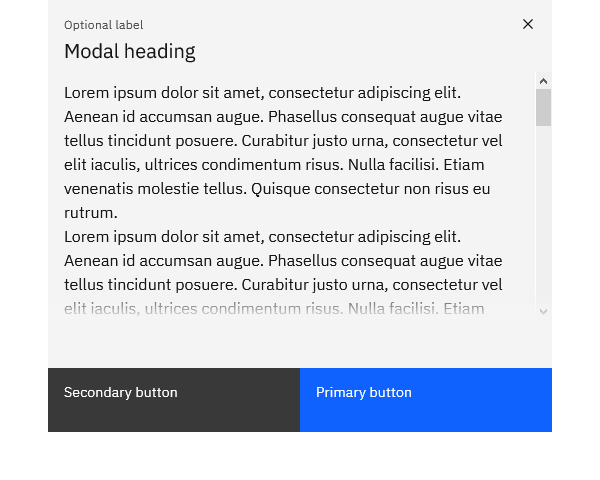 Optional label
Modal heading
Lorem ipsum dolor sit amet, consectetur adipiscing elit.
Aenean id accumsan augue. Phasellus consequat augue vitae
tellus tincidunt posuere. Curabitur justo urna, consectetur vel
elit iaculis, ultrices condimentum risus. Nulla facilisi. Etiam
venenatis molestie tellus. Quisque consectetur non risus eu
rutrum.
Lorem ipsum dolor sit amet, consectetur adipiscing elit.
Aenean id accumsan augue. Phasellus consequat augue vitae
tellus tincidunt posuere. Curabitur justo urna, consectetur vel
elit iaculis, ultrices condimentum risus. Nulla facilisi. Etiam
Secondary button
Primary button